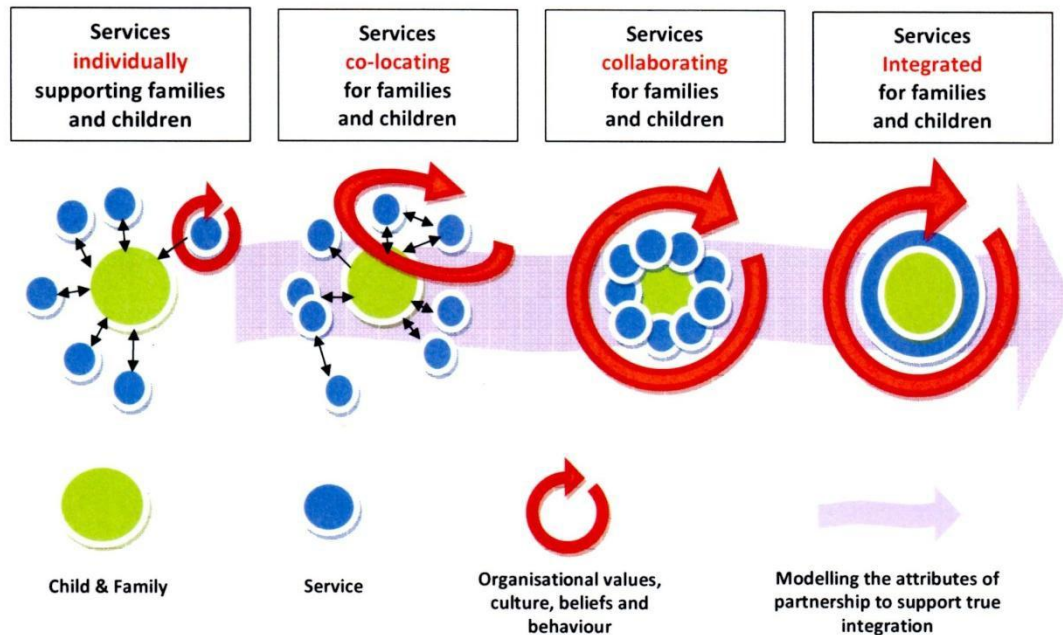 Services
individually
supporting families
and children
Services
co-locating
for families
and children
Services
collaborating
for families
and children
Services
Integrated
for families
and children
Child & Family
Service
Organisational values,
culture, beliefs and
behaviour
Modelling the attributes of
partnership to support true
integration